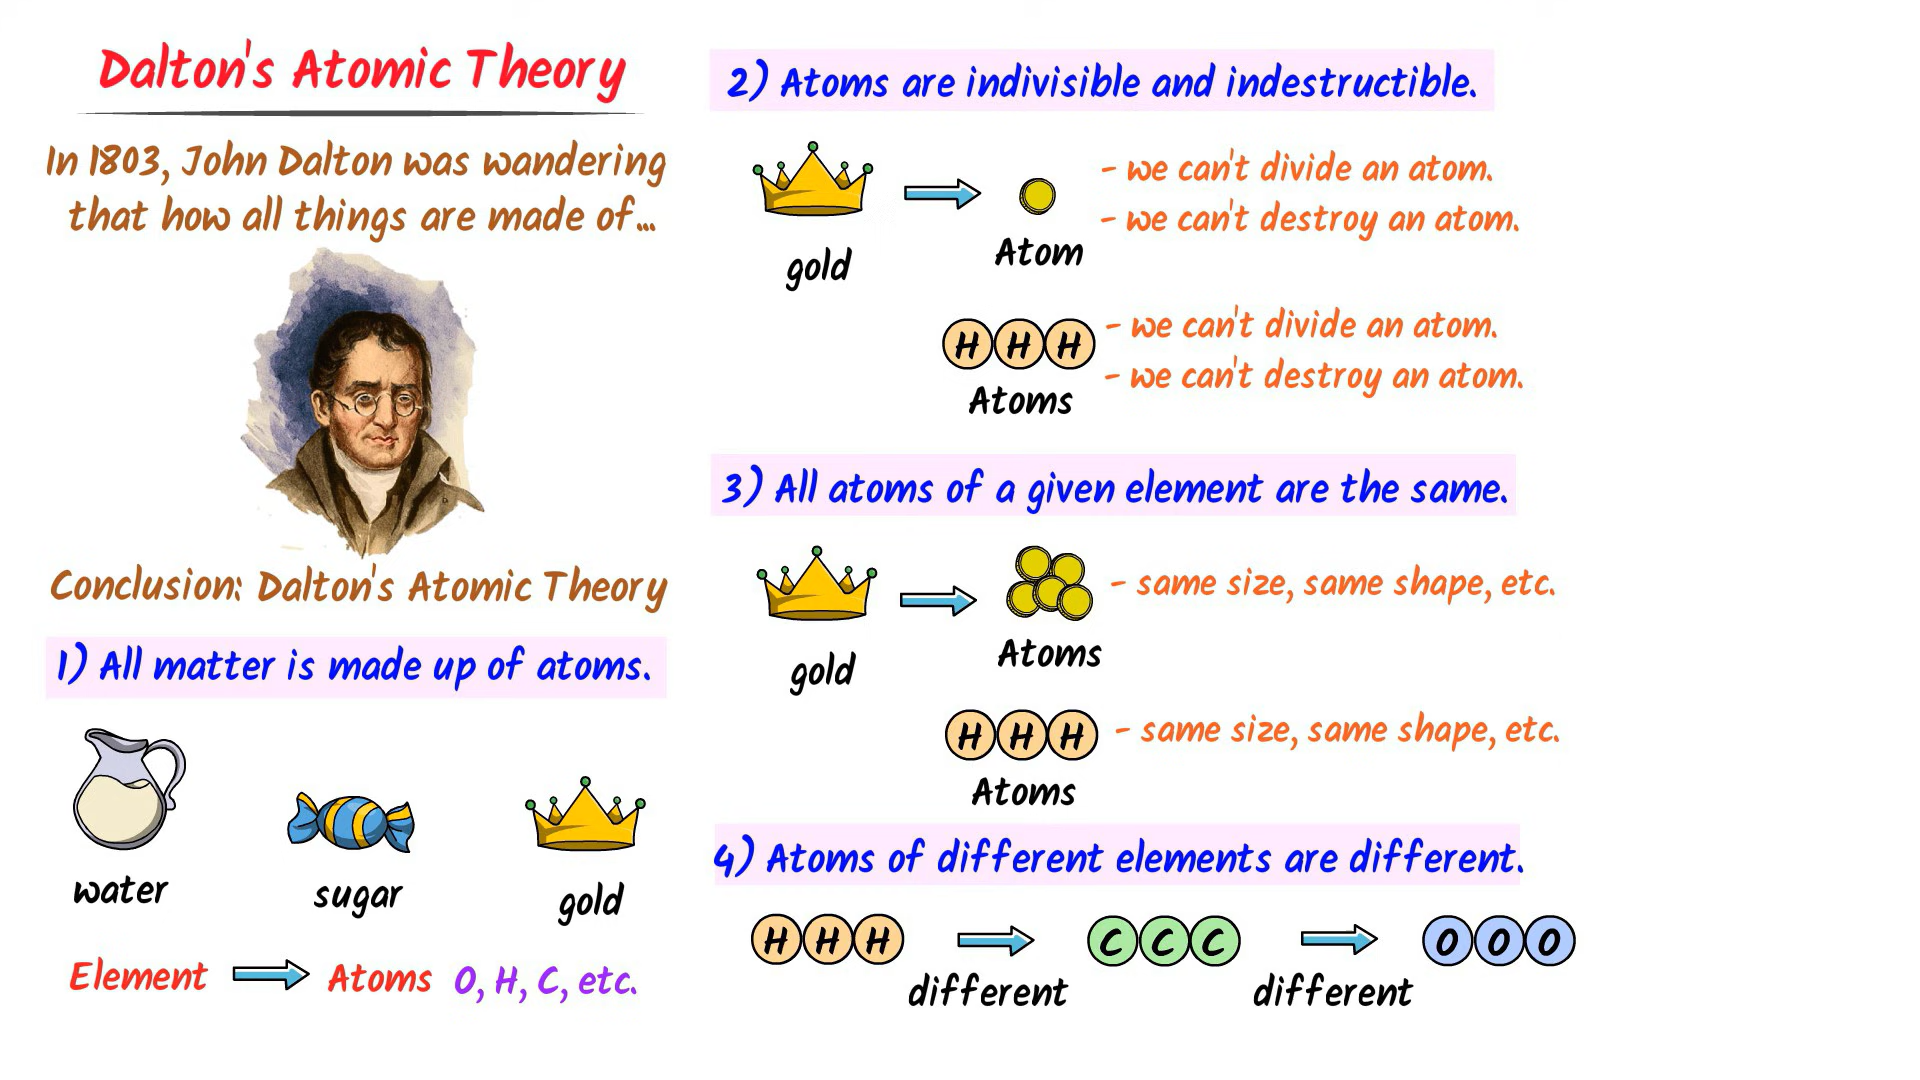 Dalton's Atomic Theory
In 1803, John Dalton was wandering
that how all things are made of...
Conclusion: Dalton's Atomic Theory
1) All matter is made up of atoms.
water
sugar
gold
Element
Atoms
O, H, C, etc.
2) Atoms are indivisible and indestructible.
- we can't divide an atom.
- we can't destroy an atom.
gold
Atom
H H H
- we can't divide an atom.
- we can't destroy an atom.
Atoms
3) All atoms of a given element are the same.
- same size, same shape, etc.
gold
Atoms
H H H
- same size, same shape, etc.
Atoms
4) Atoms of different elements are different.
H H H
C C C
O O O
different
different